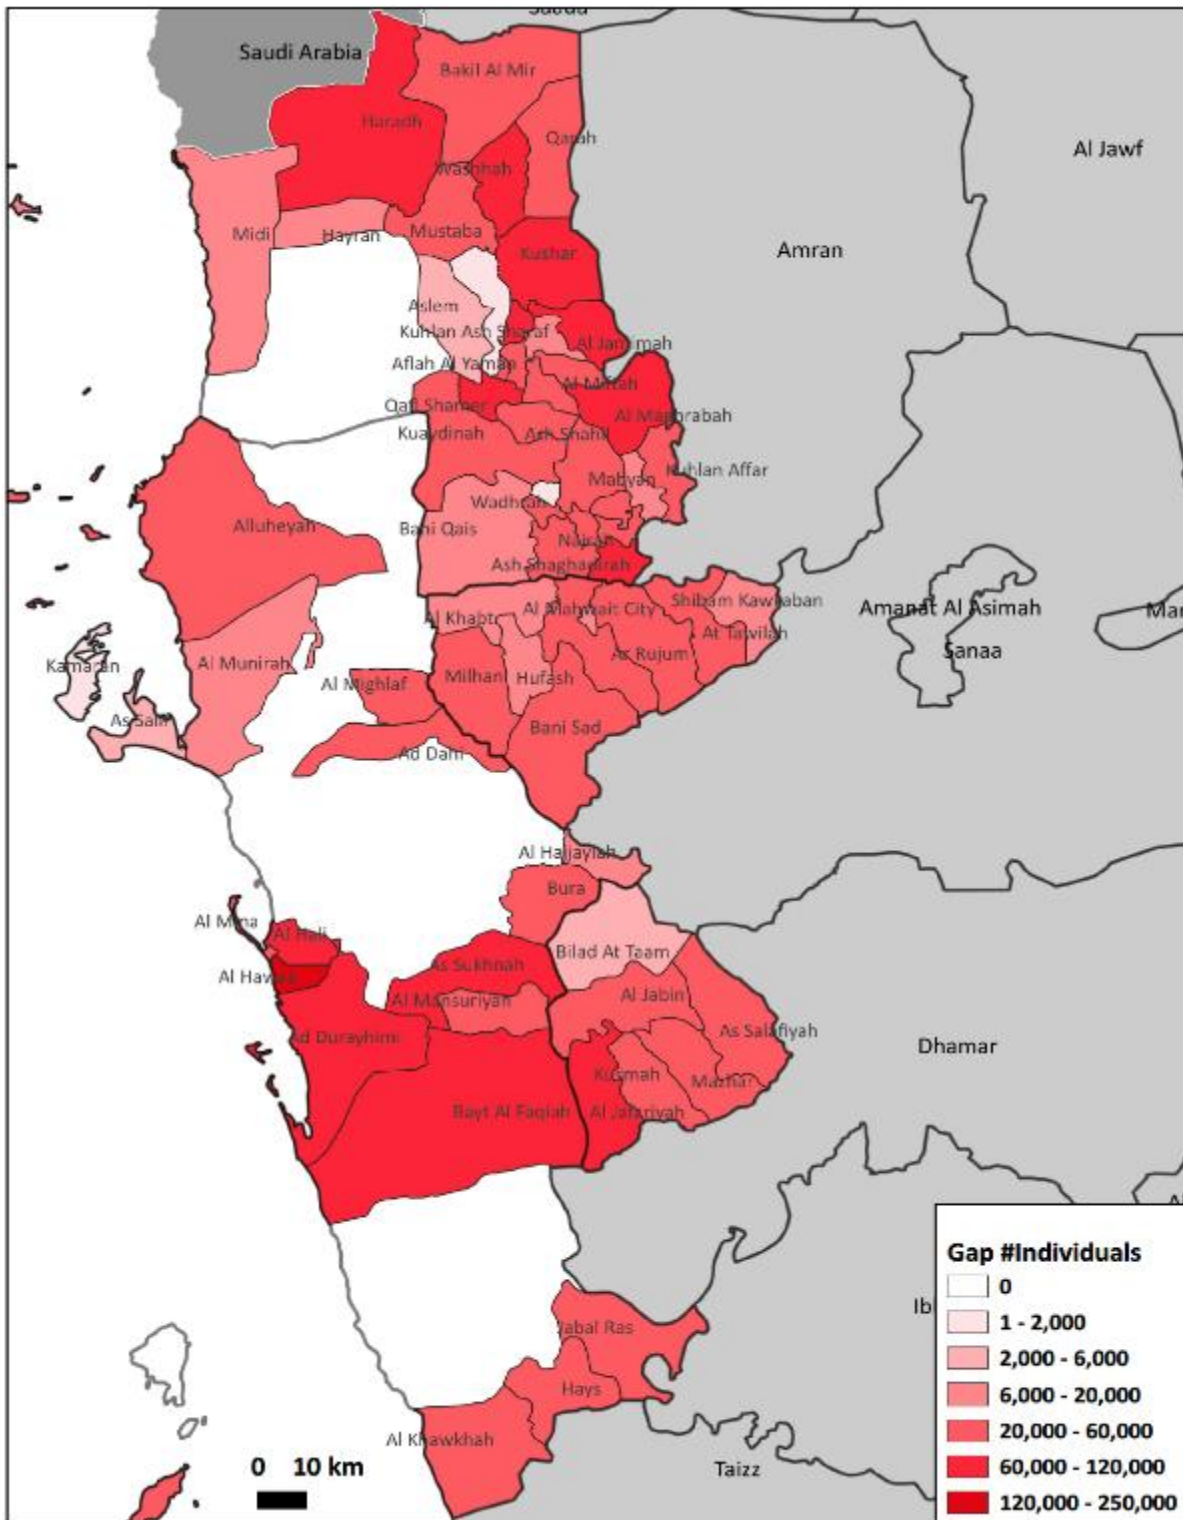 Saudi Arabia
Bakil Al Mir
Haradh
Qarah
Al Jawf
Washhah
Midi
Hayran
Mustaba
Kushar
Amran
Aslem
Kuhlan Ash Sharaf
Al Jamimah
Aflah Al Yaman
Al Miftah
Qafl Shamer
Al Maghrabah
Kuaydinah
Ash Shahil
Kuhlan Affar
Mabyan
Wadhrah
Alluheyah
Bani Qais
Najrah
Ash Shaghadirah
Shibam Kawkaban
Al Khabt
Al Mahwait City
Amanat Al Asimah
Mar
At Tawilah
Sanaa
Kamaran
Al Munirah
Ar Rujum
Al Mighlaf
Milhan
Hufash
As Salif
Bani Sad
Ad Dahi
Al Hajjaylah
Bura
Al Mina
Al Hali
Bilad At Taam
As Sukhnah
Al Hawak
Al Mansuriyah
Al Jabin
As Salafiyah
Ad Durayhimi
Dhamar
Kusmah
Mazhar
Bayt Al Faqiah
Al Jafariyah
Gap #Individuals
0
1 - 2,000
2,000 - 6,000
6,000 - 20,000
20,000 - 60,000
60,000 - 120,000
120,000 - 250,000
Jabal Ras
Hays
Al Khawkhah
0 10 km
Taizz